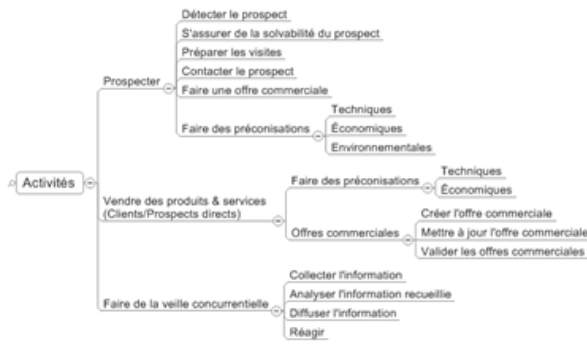 Activités
Prospecter
Détecter le prospect
S'assurer de la solvabilité du prospect
Préparer les visites
Contacter le prospect
Faire une offre commerciale
Faire des préconisations
Techniques
Économiques
Environnementales
Vendre des produits & services
(Clients/Prospects directs)
Faire des préconisations
Techniques
Économiques
Offres commerciales
Créer l'offre commerciale
Mettre à jour l'offre commerciale
Valider les offres commerciales
Faire de la veille concurrentielle
Collecter l'information
Analyser l'information recueillie
Diffuser l'information
Réagir